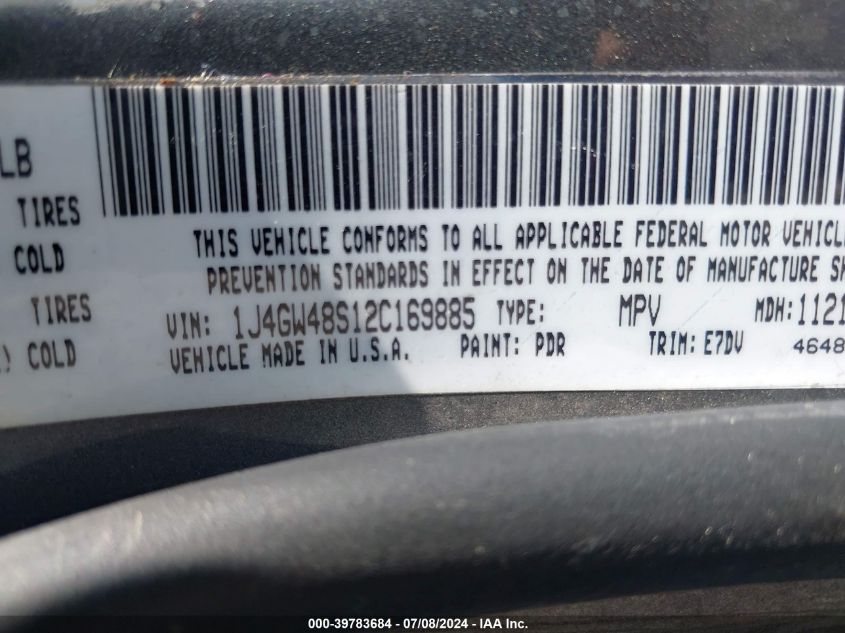 LB
TIRES
COLD
TIRES
) COLD
THIS VEHICLE CONFORMS TO ALL APPLICABLE FEDERAL MOTOR VEHICL
PREVENTION STANDARDS IN EFFECT ON THE DATE OF MANUFACTURE SH
VIN: 1J4GW48S12C169885 TYPE: MPV MDH:1121
VEHICLE MADE IN U.S.A. PAINT: PDR TRIM: E7DV 4648
000-39783684 / 07/08/2024 - IAA Inc.